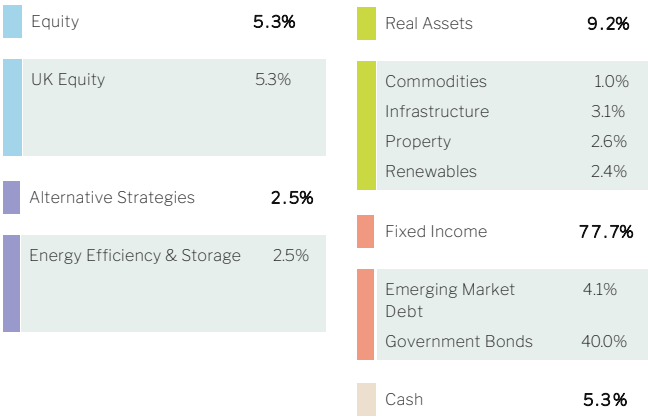 Equity 5.3%
UK Equity 5.3%
Alternative Strategies 2.5%
Energy Efficiency & Storage 2.5%
Real Assets 9.2%
Commodities 1.0%
Infrastructure 3.1%
Property 2.6%
Renewables 2.4%
Fixed Income 77.7%
Emerging Market 4.1%
Debt
Government Bonds 40.0%
Cash 5.3%